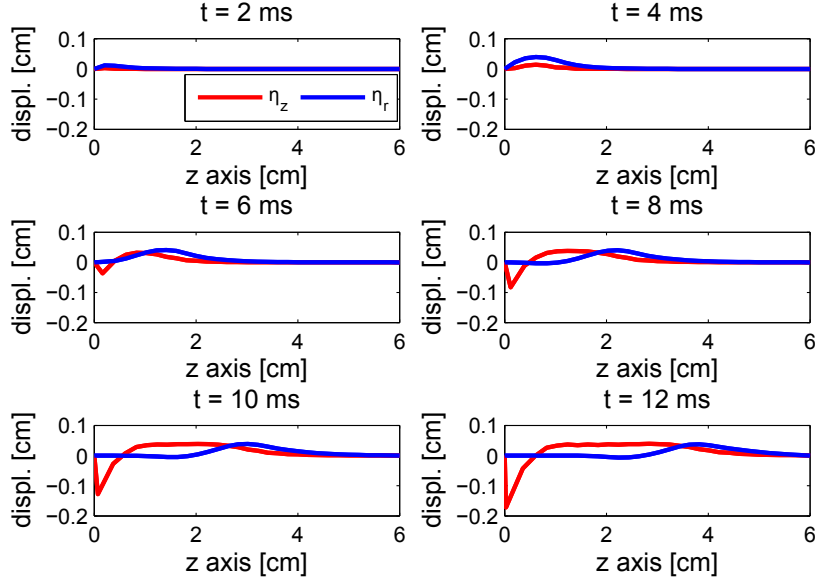 t = 2 ms
t = 4 ms
displ. [cm]
0.1
0
−0.1
−0.2
η_z
η_r
0 2 4 6
z axis [cm]
displ. [cm]
0.1
0
−0.1
−0.2
0 2 4 6
z axis [cm]
t = 6 ms
t = 8 ms
displ. [cm]
0.1
0
−0.1
−0.2
0 2 4 6
z axis [cm]
displ. [cm]
0.1
0
−0.1
−0.2
0 2 4 6
z axis [cm]
t = 10 ms
t = 12 ms
displ. [cm]
0.1
0
−0.1
−0.2
0 2 4 6
z axis [cm]
displ. [cm]
0.1
0
−0.1
−0.2
0 2 4 6
z axis [cm]